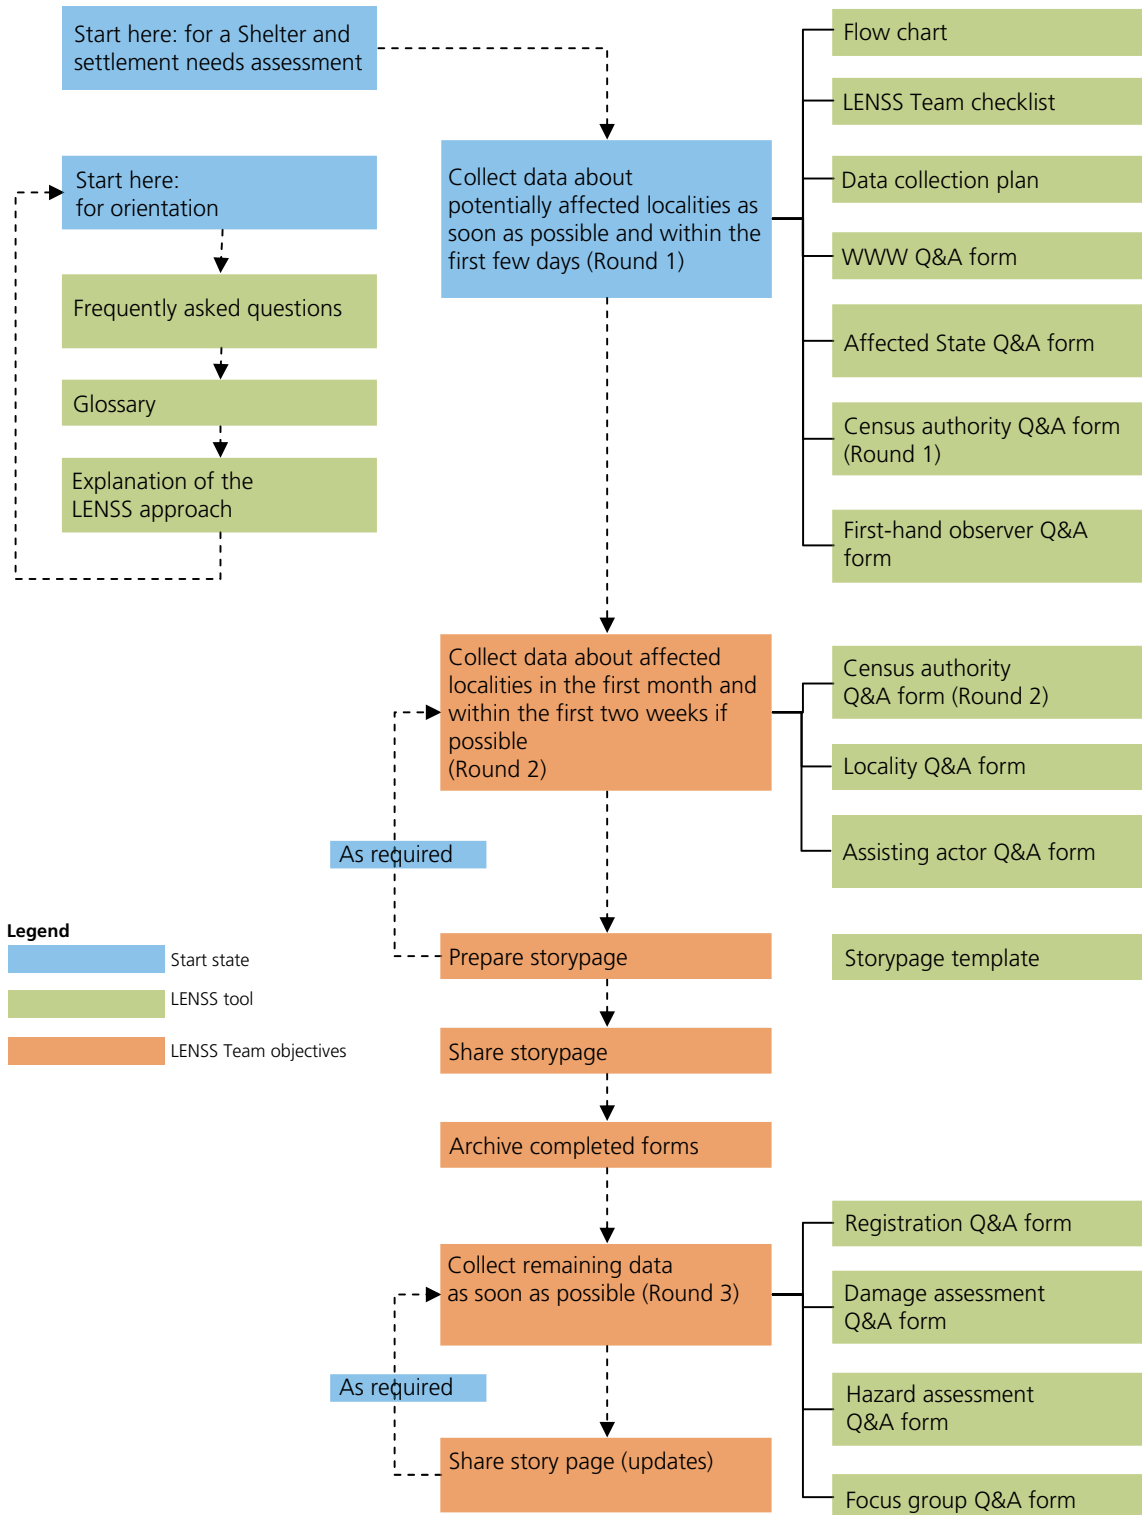 Start here: for a Shelter and
settlement needs assessment
Start here:
for orientation
Frequently asked questions
Glossary
Explanation of the
LENSS approach
Collect data about
potentially affected localities as
soon as possible and within the
first few days (Round 1)
Flow chart
LENSS Team checklist
Data collection plan
WWW Q&A form
Affected State Q&A form
Census authority Q&A form
(Round 1)
First-hand observer Q&A
form
Collect data about affected
localities in the first month and
within the first two weeks if
possible
(Round 2)
Census authority
Q&A form (Round 2)
Locality Q&A form
Assisting actor Q&A form
As required
Prepare storypage
Storypage template
Legend
Start state
LENSS tool
LENSS Team objectives
Share storypage
Archive completed forms
Collect remaining data
as soon as possible (Round 3)
Registration Q&A form
Damage assessment
Q&A form
Hazard assessment
Q&A form
Focus group Q&A form
As required
Share story page (updates)